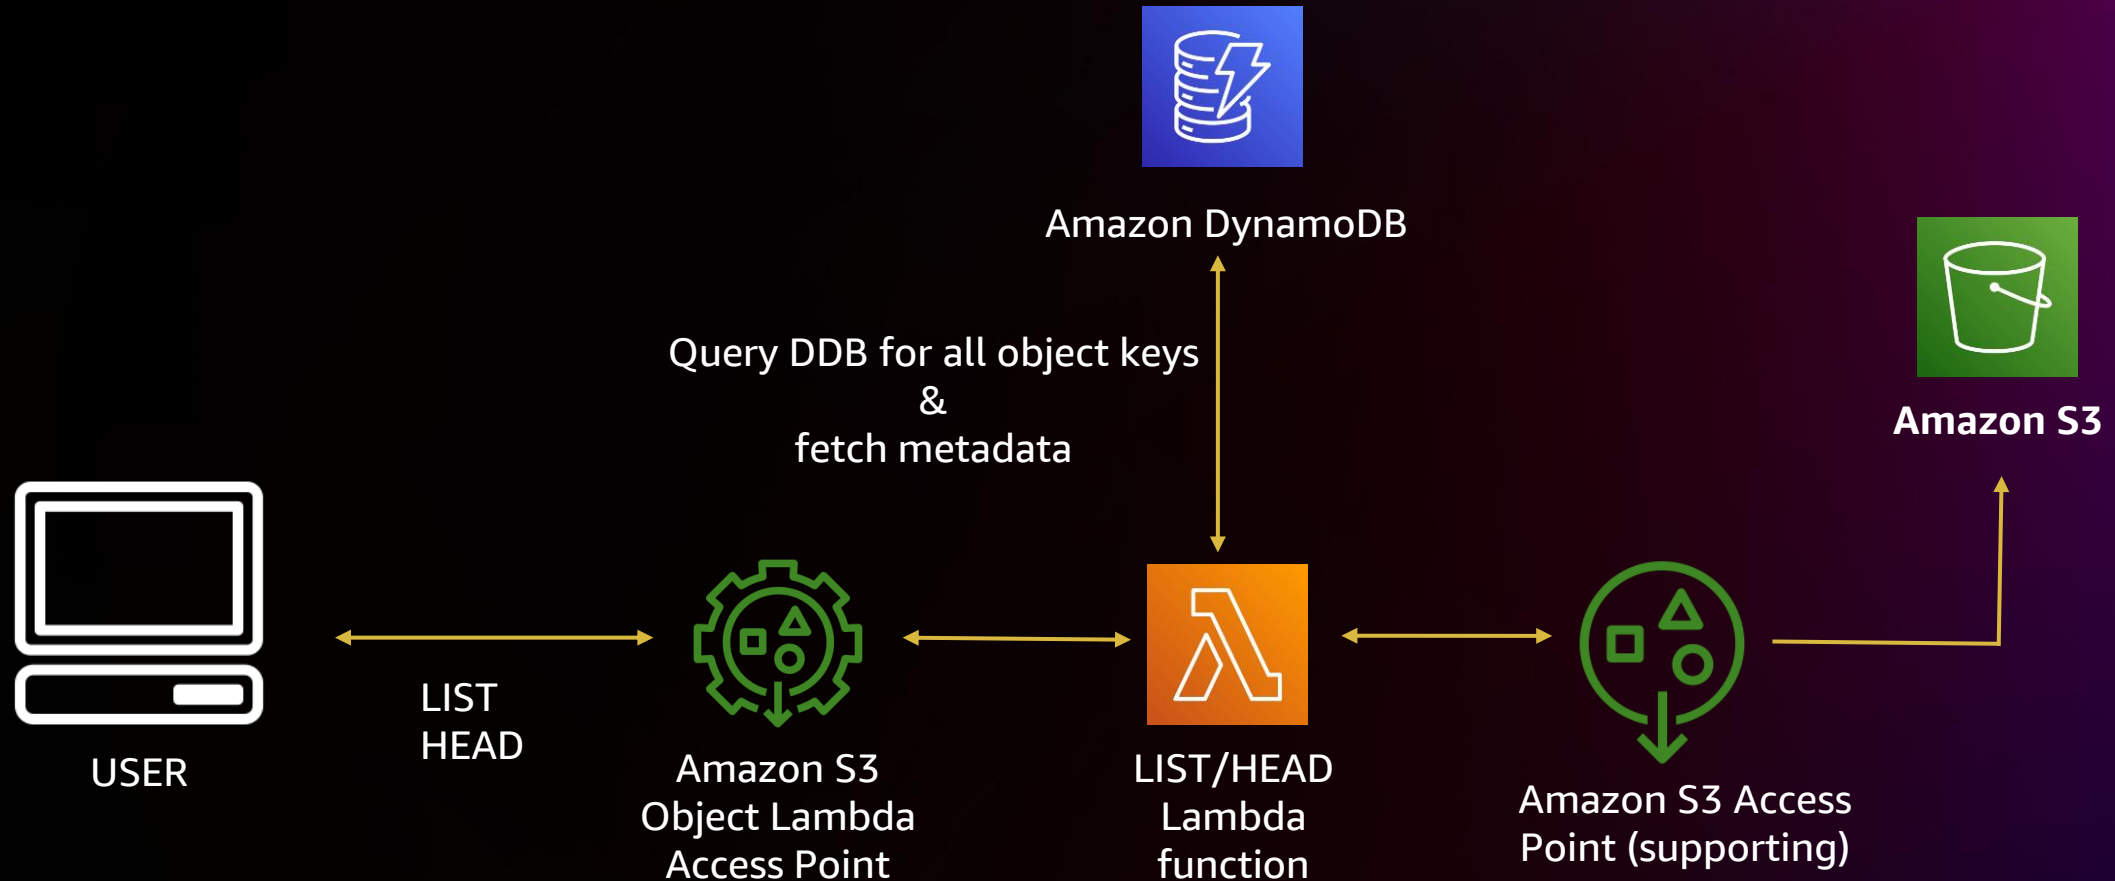 Amazon DynamoDB
Query DDB for all object keys
&
fetch metadata
Amazon S3
LIST
HEAD
USER
Amazon S3
Object Lambda
Access Point
LIST/HEAD
Lambda
function
Amazon S3 Access
Point (supporting)